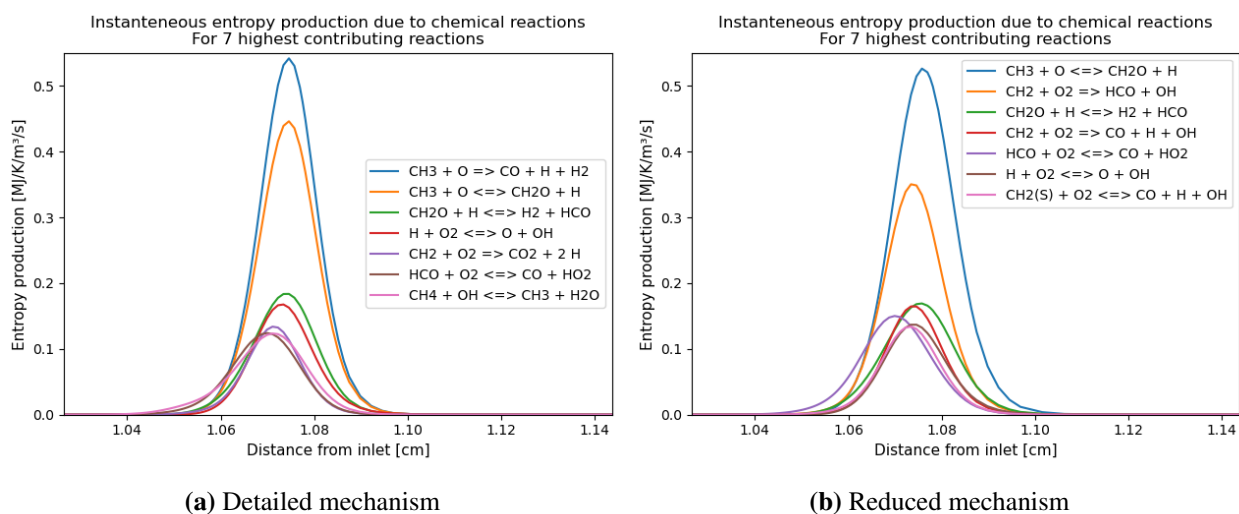 Instanteneous entropy production due to chemical reactions
For 7 highest contributing reactions
Entropy production [MJ/K/m³/s]
0.5
0.4
0.3
0.2
0.1
0.0
CH3 + O => CO + H + H2
CH3 + O <=> CH2O + H
CH2O + H <=> H2 + HCO
H + O2 <=> O + OH
CH2 + O2 => CO2 + 2 H
HCO + O2 <=> CO + HO2
CH4 + OH <=> CH3 + H2O
1.04 1.06 1.08 1.10 1.12 1.14
Distance from inlet [cm]
(a) Detailed mechanism
Instanteneous entropy production due to chemical reactions
For 7 highest contributing reactions
Entropy production [MJ/K/m³/s]
0.5
0.4
0.3
0.2
0.1
0.0
CH3 + O <=> CH2O + H
CH2 + O2 => HCO + OH
CH2O + H <=> H2 + HCO
CH2 + O2 => CO + H + OH
HCO + O2 <=> CO + HO2
H + O2 <=> O + OH
CH2(S) + O2 <=> CO + H + OH
1.04 1.06 1.08 1.10 1.12 1.14
Distance from inlet [cm]
(b) Reduced mechanism